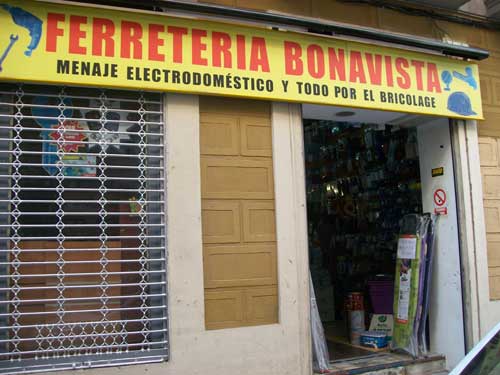 FERRETERIA BONAVISTA
MENAJE ELECTRODOMÉSTICO Y TODO POR EL BRICOLAGE